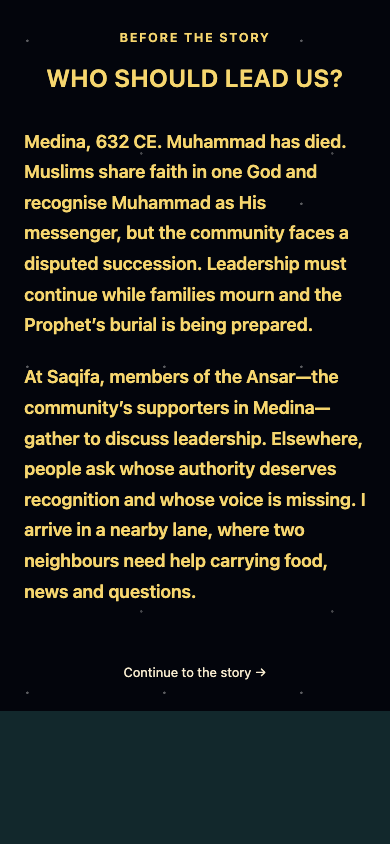 BEFORE THE STORY
WHO SHOULD LEAD US?
Medina, 632 CE. Muhammad has died.
Muslims share faith in one God and
recognise Muhammad as His
messenger, but the community faces a
disputed succession. Leadership must
continue while families mourn and the
Prophet’s burial is being prepared.
At Saqifa, members of the Ansar—the
community’s supporters in Medina—
gather to discuss leadership. Elsewhere,
people ask whose authority deserves
recognition and whose voice is missing. I
arrive in a nearby lane, where two
neighbours need help carrying food,
news and questions.
Continue to the story →